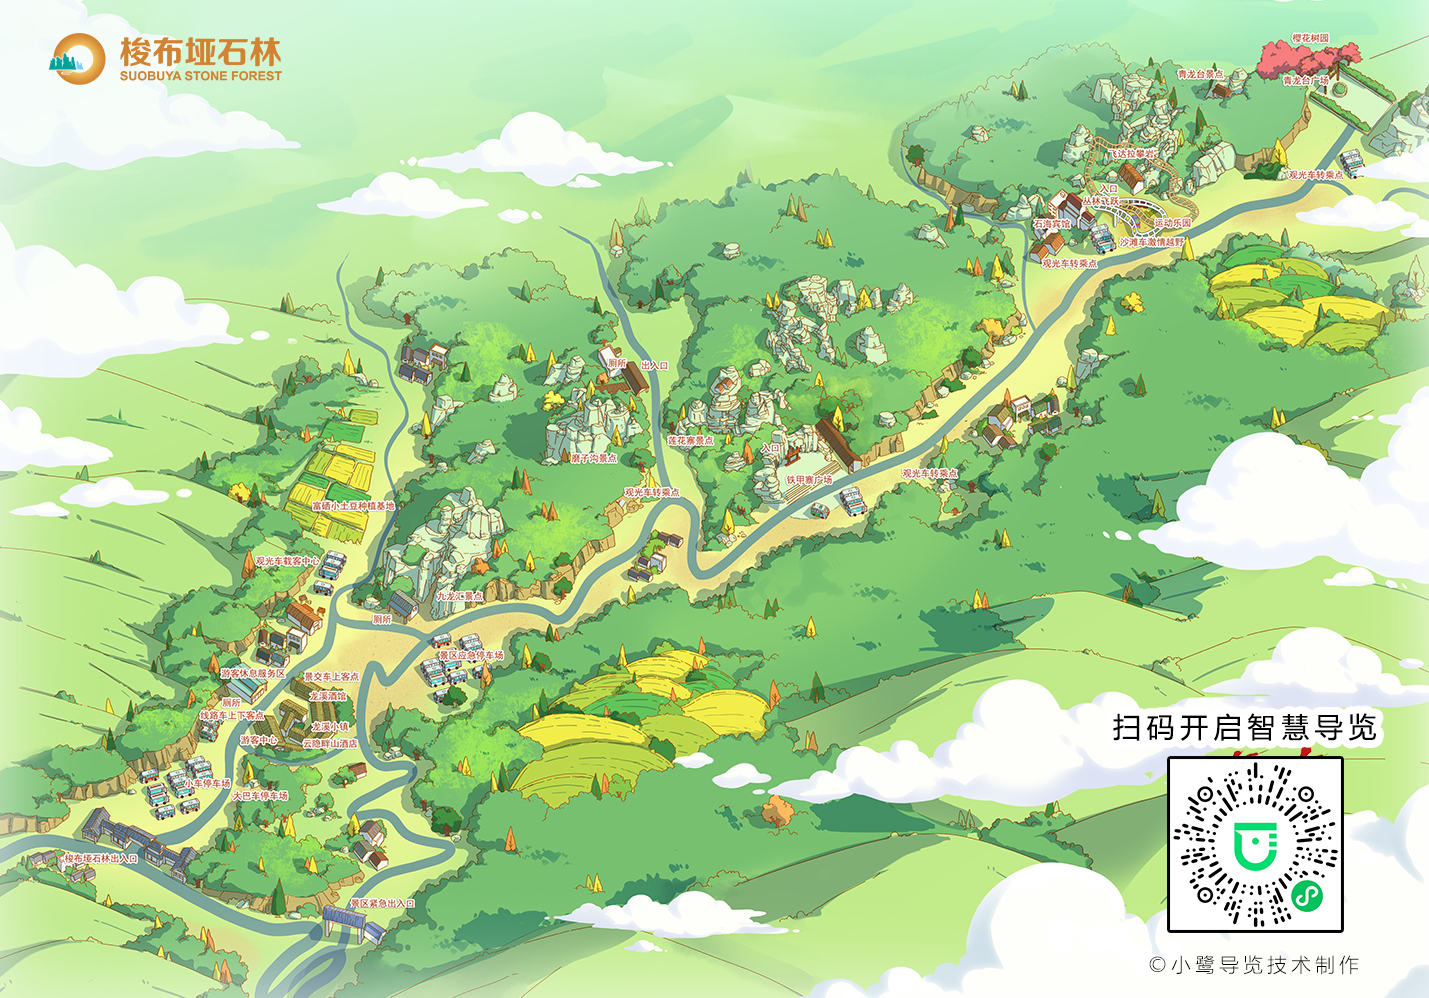 梭布垭石林
SUOBUYA STONE FOREST
樱花树园
青龙台景点
青龙台广场
飞达拉攀岩
观光车转乘点
入口
丛林飞跃
石海宾馆
运动乐园
沙滩车激情越野
观光车转乘点
厕所
出入口
莲花寨景点
入口
磨子沟景点
铁甲寨广场
观光车转乘点
观光车转乘点
富硒小土豆种植基地
观光车载客中心
九龙汇景点
厕所
景区应急停车场
游客休息服务区
景交车上客点
厕所
龙溪酒馆
线路车上下客点
龙溪小镇
游客中心
云隐畔山酒店
小车停车场
大巴车停车场
梭布垭石林出入口
景区紧急出入口
扫码开启智慧导览
©小鹭导览技术制作